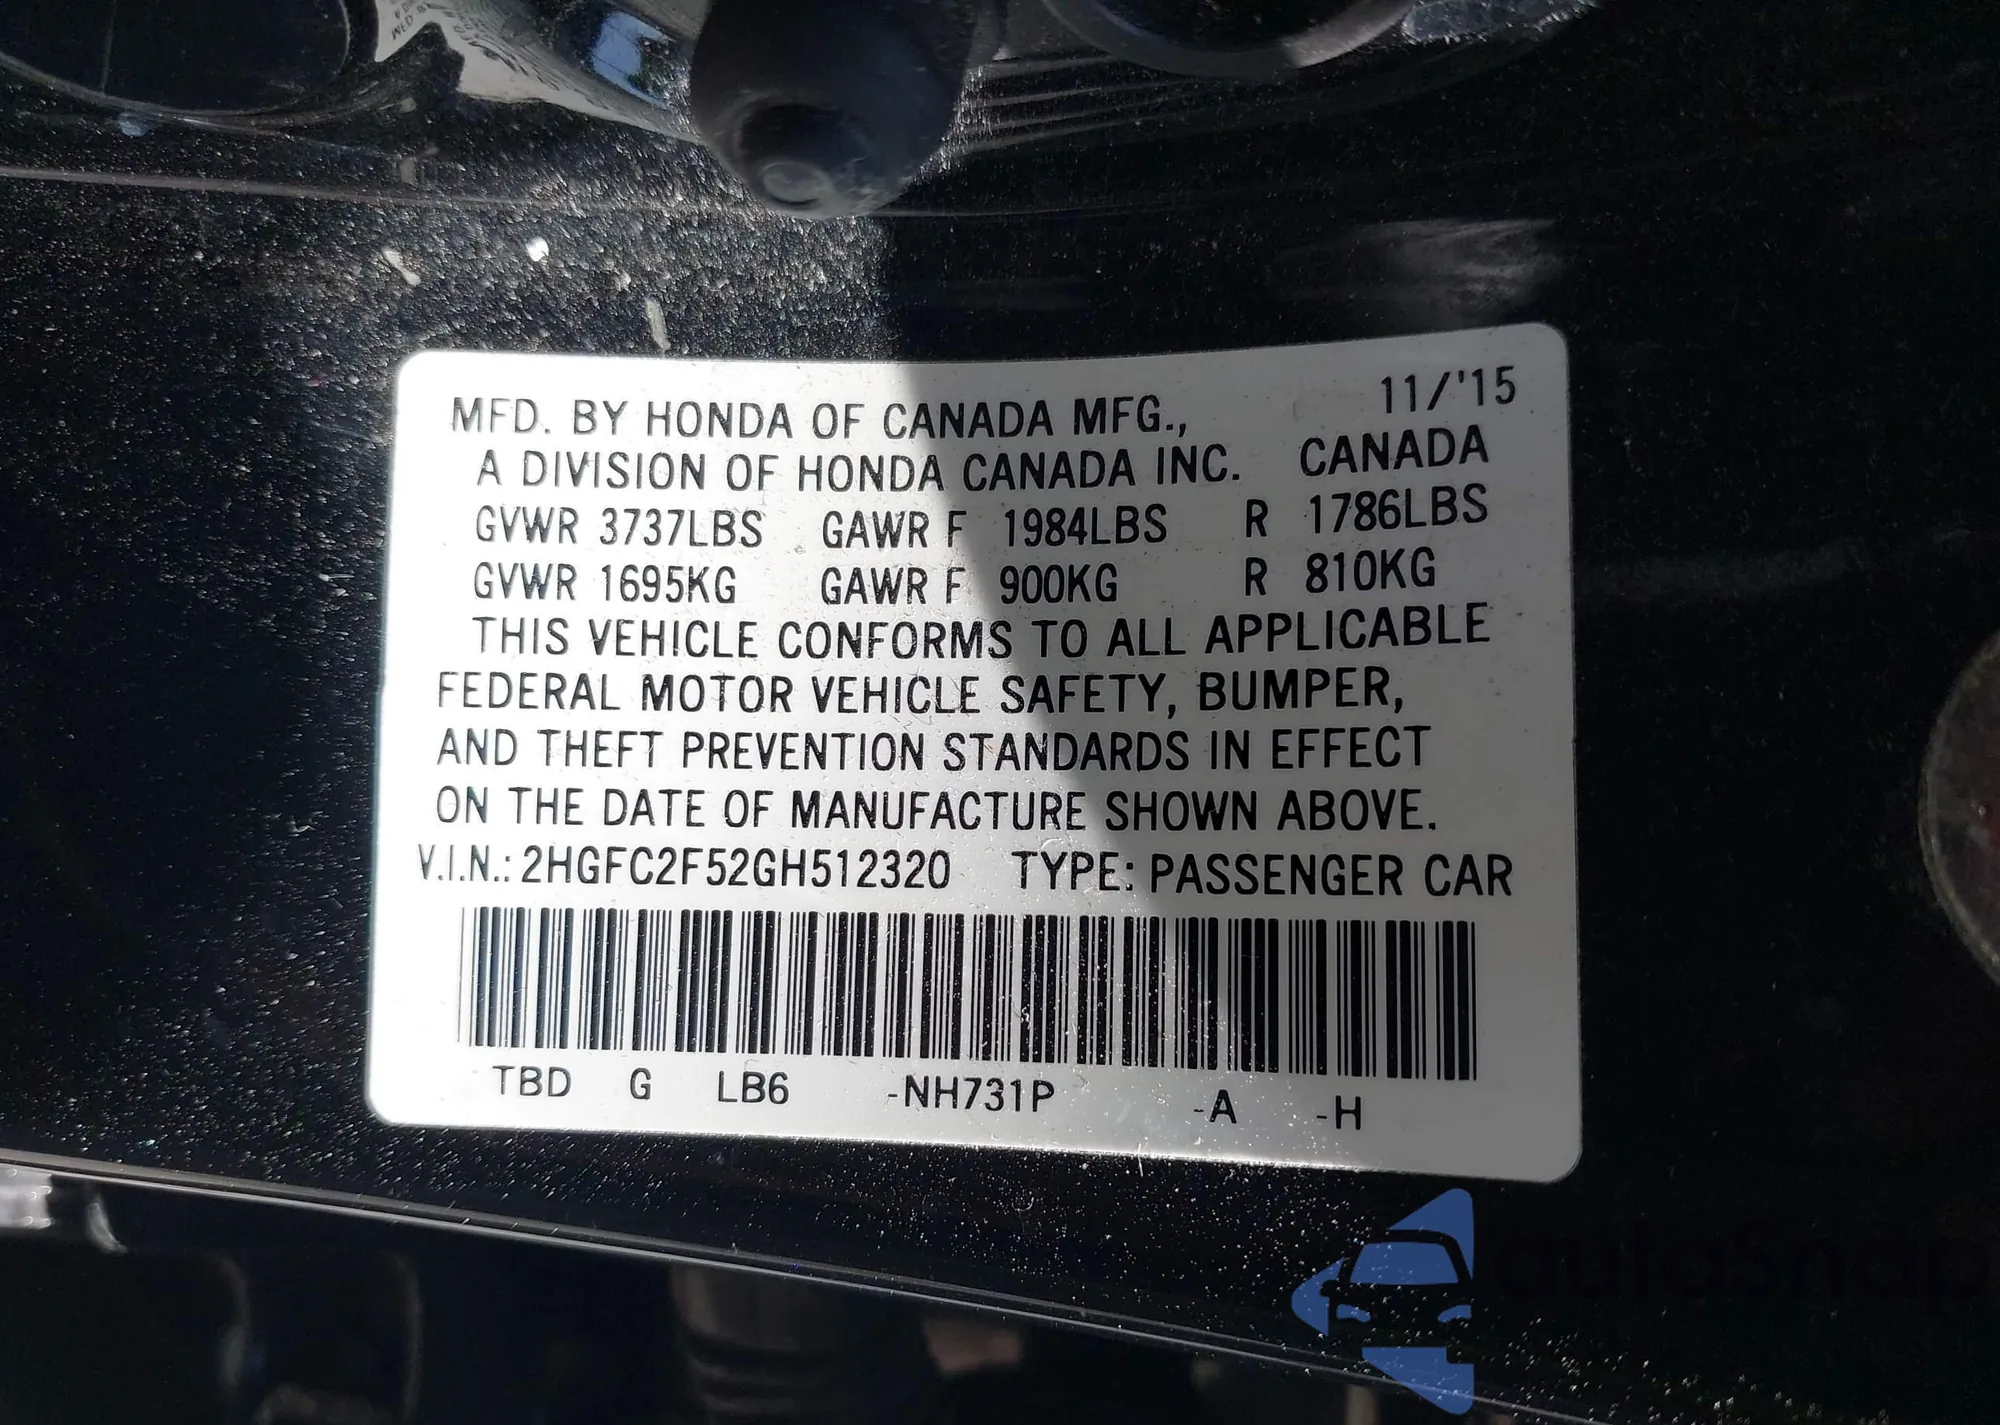 11/'15
MFD. BY HONDA OF CANADA MFG.,
A DIVISION OF HONDA CANADA INC. CANADA
GVWR 3737LBS GAWR F 1984LBS R 1786LBS
GVWR 1695KG GAWR F 900KG R 810KG
THIS VEHICLE CONFORMS TO ALL APPLICABLE
FEDERAL MOTOR VEHICLE SAFETY, BUMPER,
AND THEFT PREVENTION STANDARDS IN EFFECT
ON THE DATE OF MANUFACTURE SHOWN ABOVE.
V.I.N.: 2HGFC2F52GH512320 TYPE: PASSENGER CAR
TBD G LB6 -NH731P -A -H